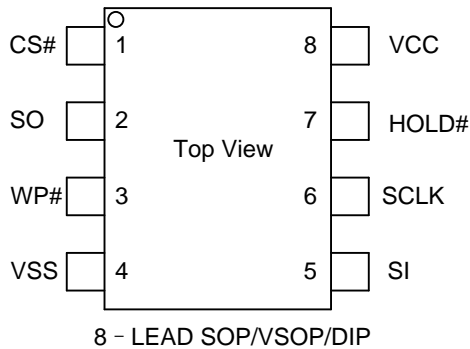 CS# 1 8 VCC
SO 2 7 HOLD#
Top View
WP# 3 6 SCLK
VSS 4 5 SI
8 - LEAD SOP/VSOP/DIP